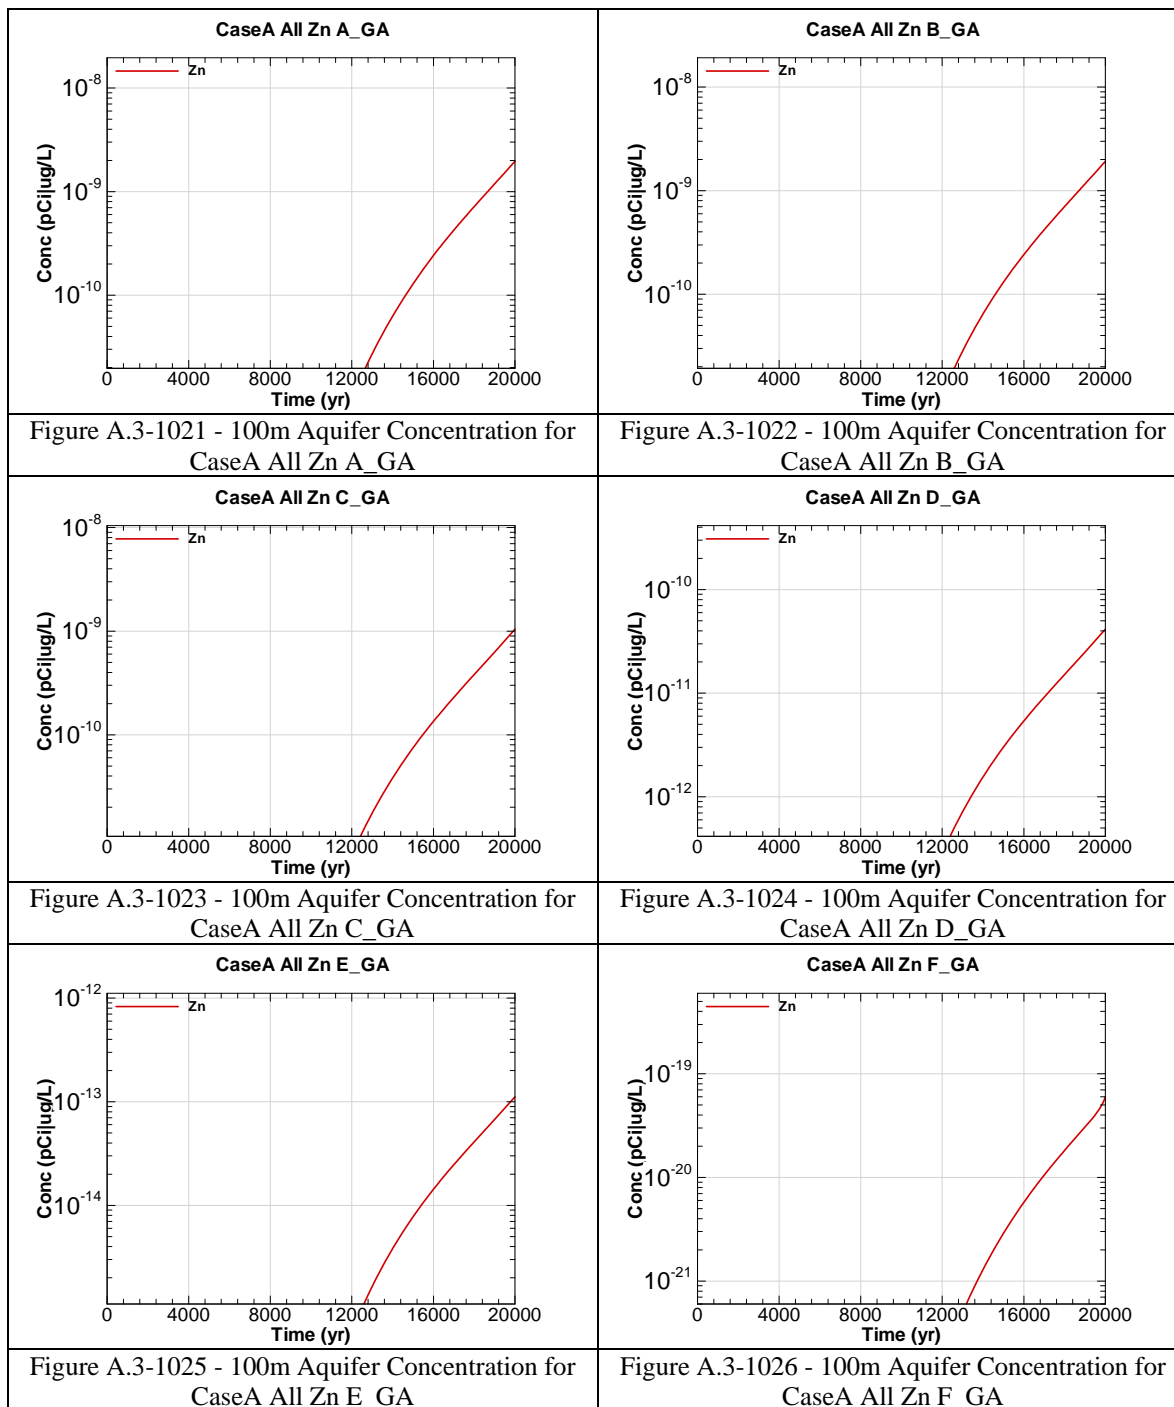 CaseA All Zn A_GA
Zn
10-8
10-9
10-10
Conc (pCi|ug/L)
0 4000 8000 12000 16000 20000
Time (yr)
Figure A.3-1021 - 100m Aquifer Concentration for
CaseA All Zn A_GA
CaseA All Zn B_GA
Zn
10-8
10-9
10-10
Conc (pCi|ug/L)
0 4000 8000 12000 16000 20000
Time (yr)
Figure A.3-1022 - 100m Aquifer Concentration for
CaseA All Zn B_GA
CaseA All Zn C_GA
Zn
10-8
10-9
10-10
Conc (pCi|ug/L)
0 4000 8000 12000 16000 20000
Time (yr)
Figure A.3-1023 - 100m Aquifer Concentration for
CaseA All Zn C_GA
CaseA All Zn D_GA
Zn
10-10
10-11
10-12
Conc (pCi|ug/L)
0 4000 8000 12000 16000 20000
Time (yr)
Figure A.3-1024 - 100m Aquifer Concentration for
CaseA All Zn D_GA
CaseA All Zn E_GA
Zn
10-12
10-13
10-14
Conc (pCi|ug/L)
0 4000 8000 12000 16000 20000
Time (yr)
Figure A.3-1025 - 100m Aquifer Concentration for
CaseA All Zn E_GA
CaseA All Zn F_GA
Zn
10-19
10-20
10-21
Conc (pCi|ug/L)
0 4000 8000 12000 16000 20000
Time (yr)
Figure A.3-1026 - 100m Aquifer Concentration for
CaseA All Zn F_GA